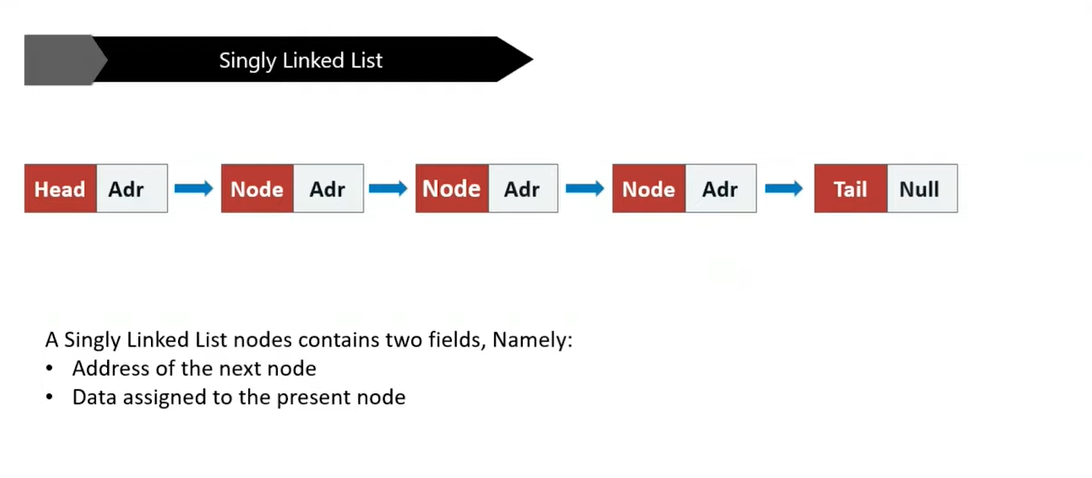 Singly Linked List
Head Adr Node Adr Node Adr Node Adr Tail Null
A Singly Linked List nodes contains two fields, Namely:
• Address of the next node
• Data assigned to the present node